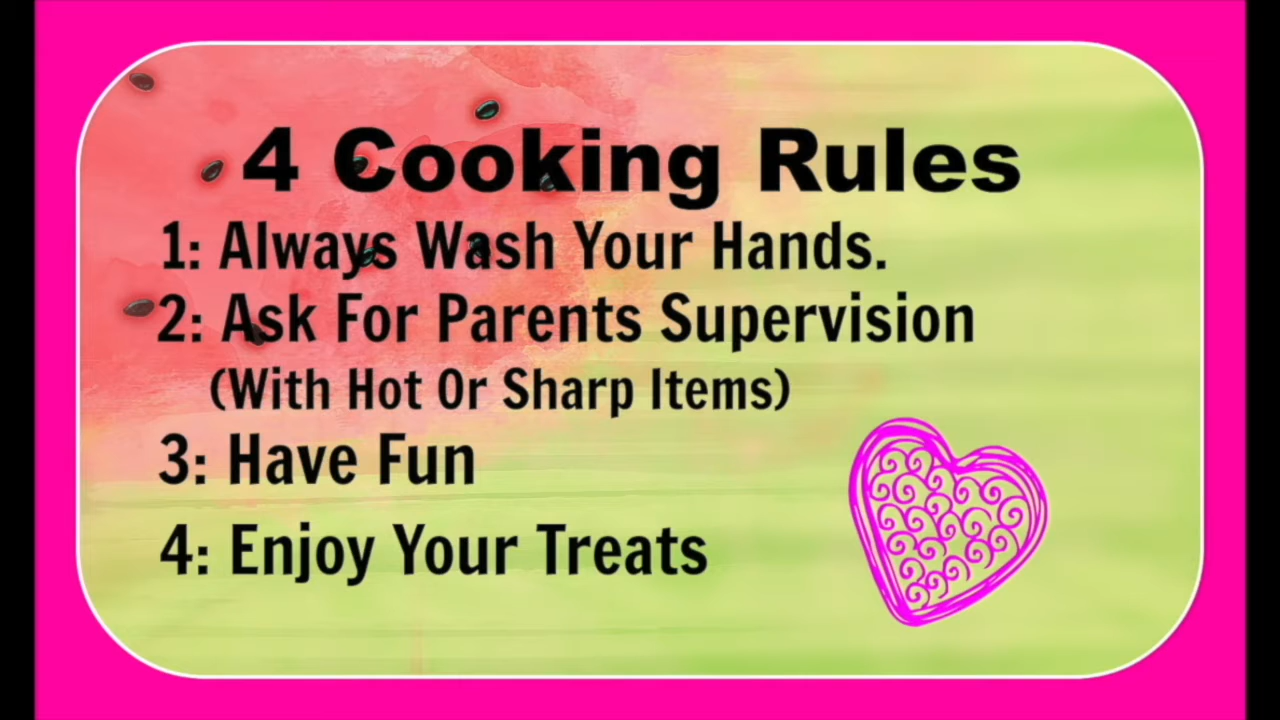 4 Cooking Rules
1: Always Wash Your Hands.
2: Ask For Parents Supervision
(With Hot Or Sharp Items)
3: Have Fun
4: Enjoy Your Treats